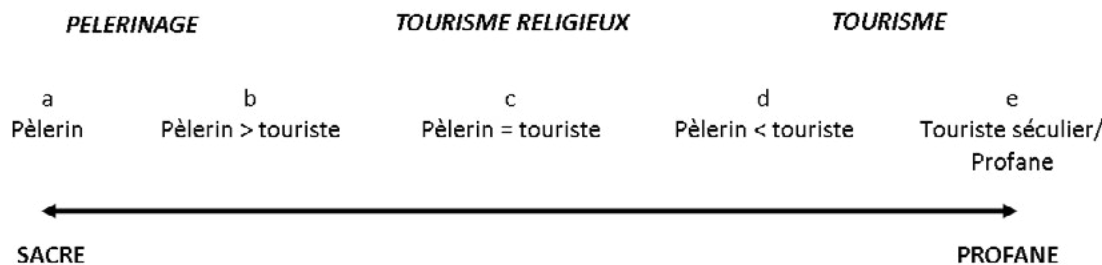 PELERINAGE TOURISME RELIGIEUX TOURISME
a b c d e
Pèlerin Pèlerin > touriste Pèlerin = touriste Pèlerin < touriste Touriste séculier/
Profane
SACRE PROFANE